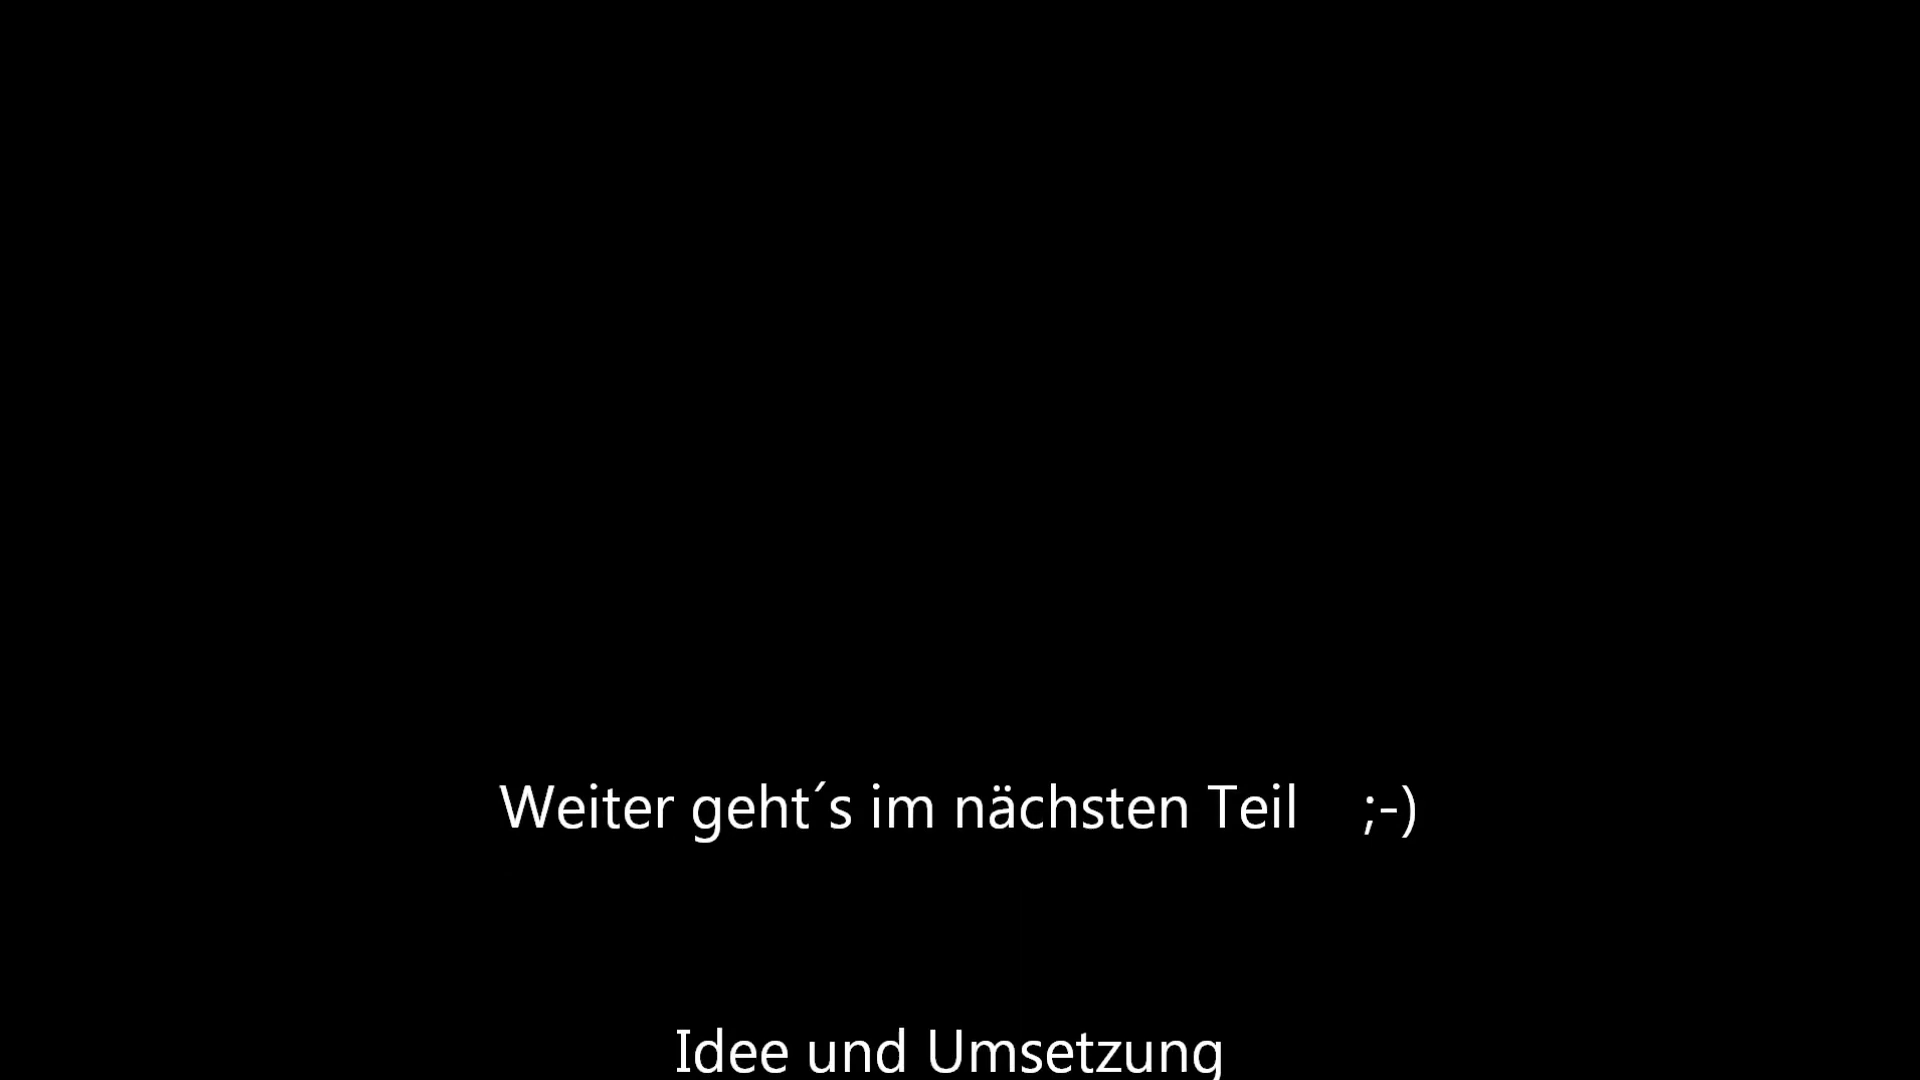 Weiter geht´s im nächsten Teil    ;-)
Idee und Umsetzung